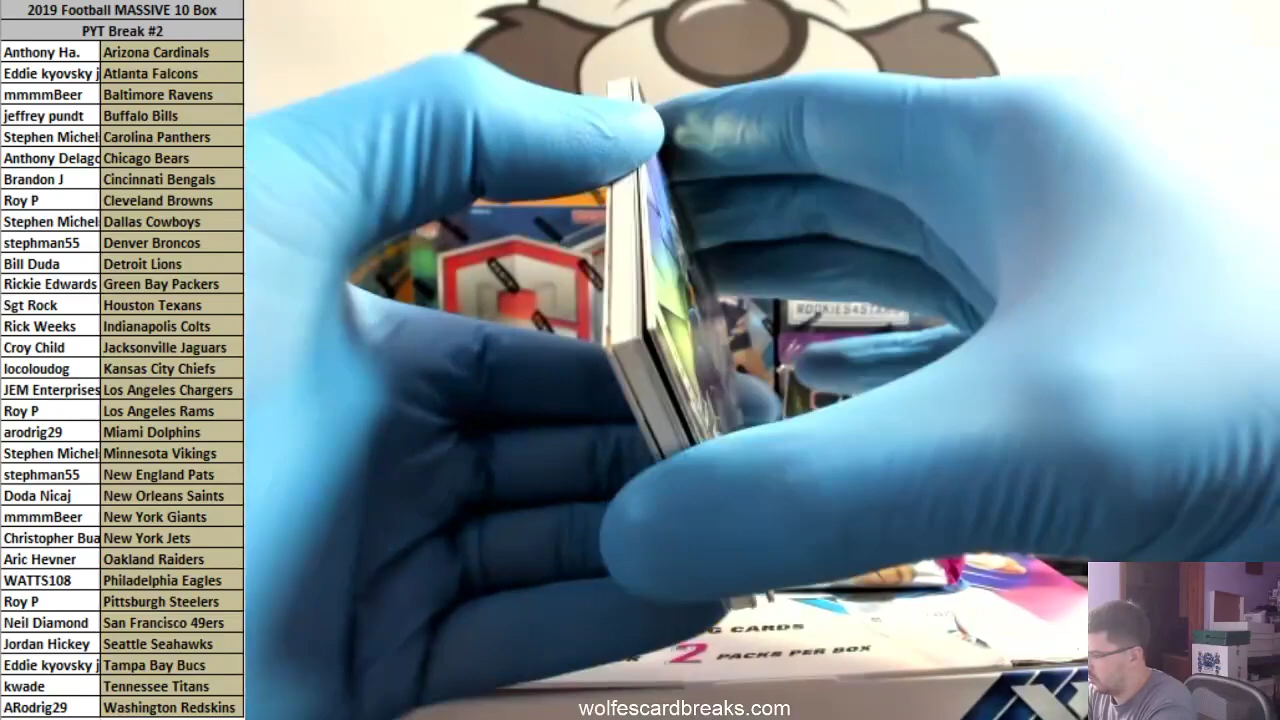 2019 Football MASSIVE 10 Box
PYT Break #2
Anthony Ha. Arizona Cardinals
Eddie kyovsky j Atlanta Falcons
mmmmBeer Baltimore Ravens
jeffrey pundt Buffalo Bills
Stephen Michel Carolina Panthers
Anthony Delago Chicago Bears
Brandon J Cincinnati Bengals
Roy P Cleveland Browns
Stephen Michel Dallas Cowboys
stephman55 Denver Broncos
Bill Duda Detroit Lions
Rickie Edwards Green Bay Packers
Sgt Rock Houston Texans
Rick Weeks Indianapolis Colts
Croy Child Jacksonville Jaguars
locoloudog Kansas City Chiefs
JEM Enterprises Los Angeles Chargers
Roy P Los Angeles Rams
arodrig29 Miami Dolphins
Stephen Michel Minnesota Vikings
stephman55 New England Pats
Doda Nicaj New Orleans Saints
mmmmBeer New York Giants
Christopher Bua New York Jets
Aric Hevner Oakland Raiders
WATTS108 Philadelphia Eagles
Roy P Pittsburgh Steelers
Neil Diamond San Francisco 49ers
Jordan Hickey Seattle Seahawks
Eddie kyovsky j Tampa Bay Bucs
kwade Tennessee Titans
ARodrig29 Washington Redskins
ROOKIES & STARS
CARDS
2 PACKS PER BOX
wolfescardbreaks.com